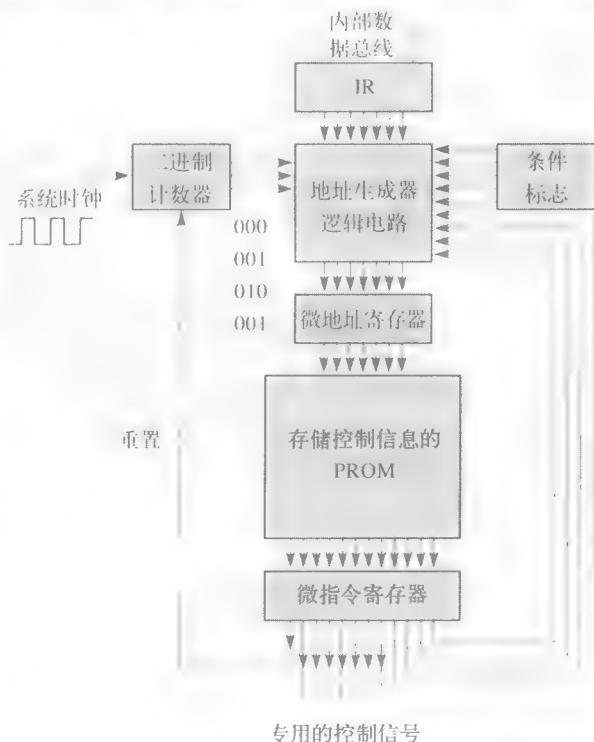 内部数
据总线
IR
二进制
计数器
系统时钟
地址生成器
逻辑电路
条件
标志
000
001
010
001
微地址寄存器
重置
存储控制信息的
PROM
微指令寄存器
专用的控制信号